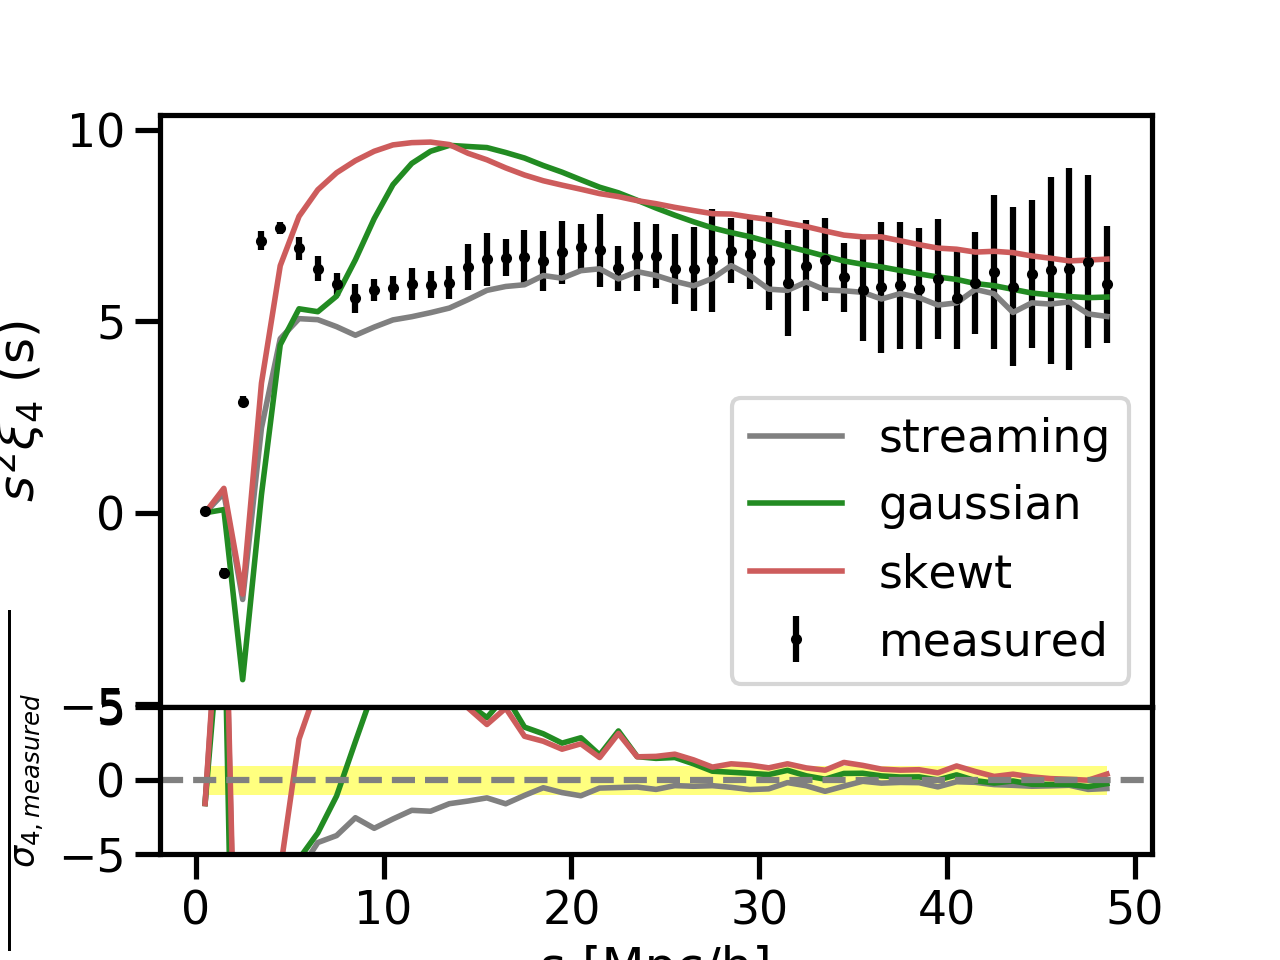 10
5
0
−5
s²ξ₄ (s)
streaming
gaussian
skewt
measured
5
0
−5
σ₄,measured
0 10 20 30 40 50
s [Mpc/h]